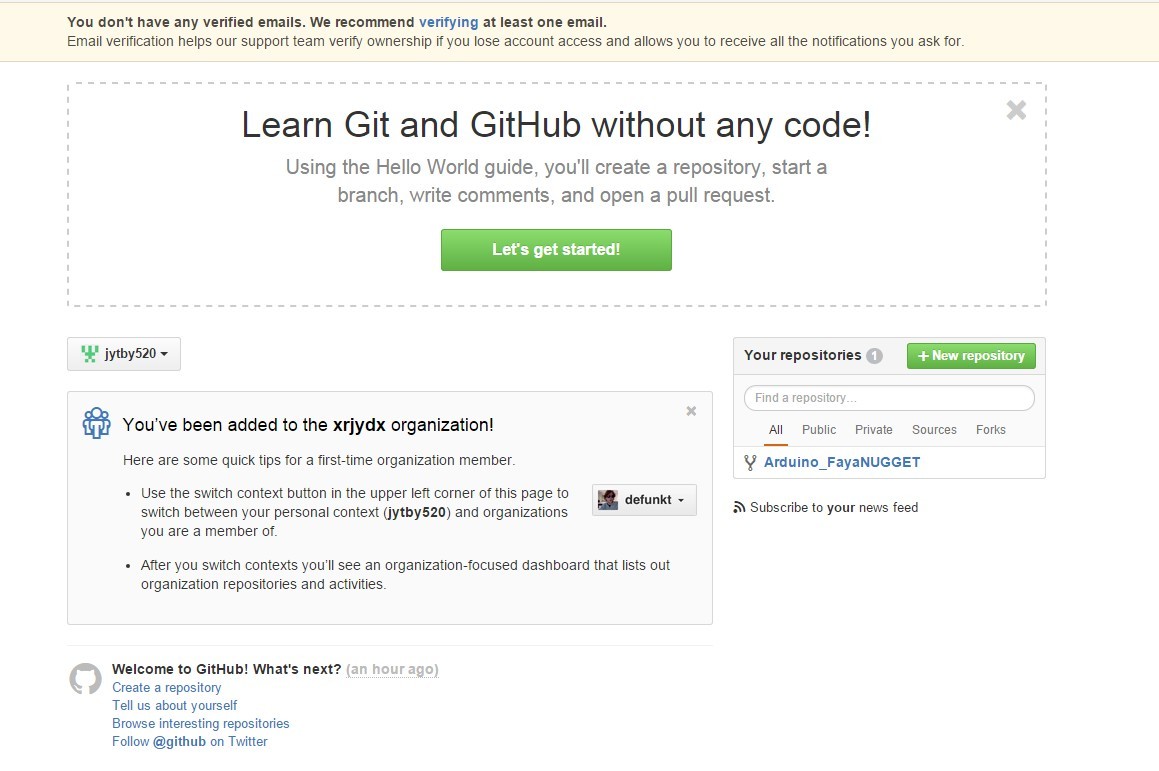 You don't have any verified emails. We recommend verifying at least one email.
Email verification helps our support team verify ownership if you lose account access and allows you to receive all the notifications you ask for.
Learn Git and GitHub without any code!
Using the Hello World guide, you'll create a repository, start a
branch, write comments, and open a pull request.
Let's get started!
jytby520
You've been added to the xrjydx organization!
Here are some quick tips for a first-time organization member.
• Use the switch context button in the upper left corner of this page to
switch between your personal context (jytby520) and organizations
you are a member of.
defunkt
• After you switch contexts you'll see an organization-focused dashboard that lists out
organization repositories and activities.
Welcome to GitHub! What's next? (an hour ago)
Create a repository
Tell us about yourself
Browse interesting repositories
Follow @github on Twitter
Your repositories 1
+ New repository
Find a repository…
All Public Private Sources Forks
Arduino_FayaNUGGET
Subscribe to your news feed